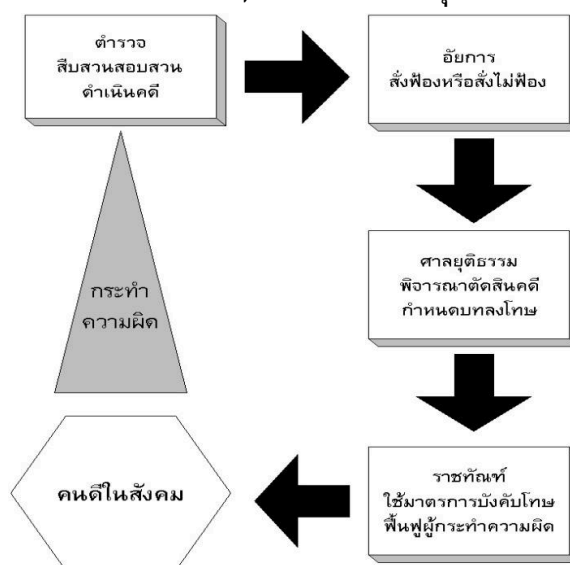 ตำรวจ
สืบสวนสอบสวน
ดำเนินคดี
อัยการ
สั่งฟ้องหรือสั่งไม่ฟ้อง
ศาลยุติธรรม
พิจารณาตัดสินคดี
กำหนดบทลงโทษ
ราชทัณฑ์
ใช้มาตรการบังคับโทษ
ฟื้นฟูผู้กระทำความผิด
คนดีในสังคม
กระทำ
ความผิด